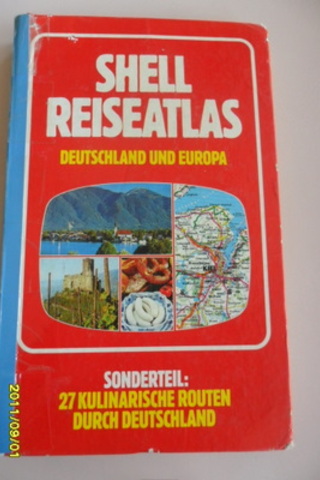 SHELL
REISEATLAS
DEUTSCHLAND UND EUROPA
SONDERTEIL:
27 KULINARISCHE ROUTEN
DURCH DEUTSCHLAND
2011/09/01